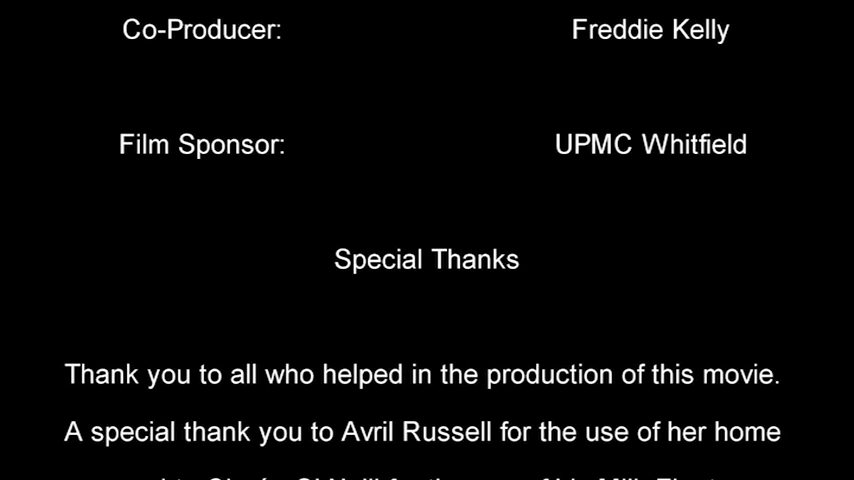 Co-Producer: Freddie Kelly
Film Sponsor: UPMC Whitfield
Special Thanks
Thank you to all who helped in the production of this movie.
A special thank you to Avril Russell for the use of her home